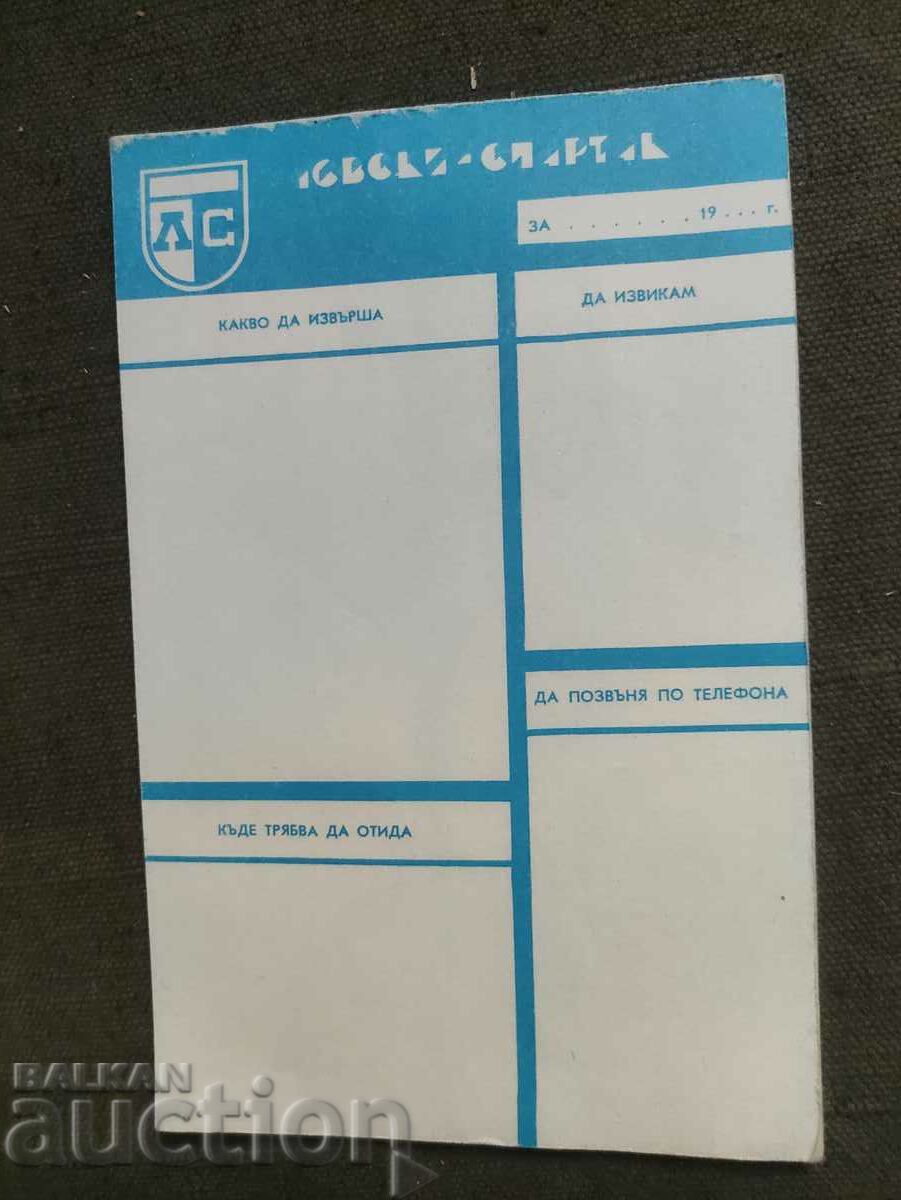 ЛЕВСКИ-СПАРТАК
ЛС
ЗА . . . . . . . 19 . . . г.
КАКВО ДА ИЗВЪРША
ДА ИЗВИКАМ
ДА ПОЗВЪНЯ ПО ТЕЛЕФОНА
КЪДЕ ТРЯБВА ДА ОТИДА
BALKAN
auction